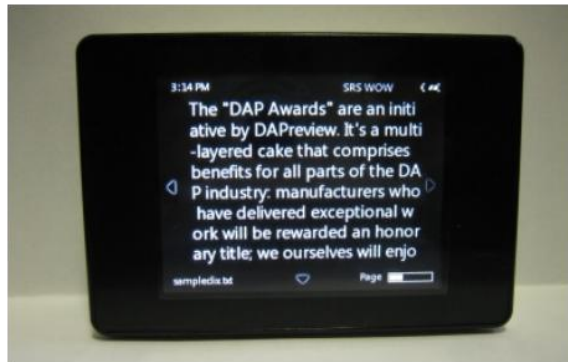 3:14 PM SRS WOW
The "DAP Awards" are an initi
ative by DAPreview. It's a multi
-layered cake that comprises
benefits for all parts of the DA
P industry: manufacturers who
have delivered exceptional w
ork will be rewarded an honor
ary title; we ourselves will enjo
sampledix.txt Page